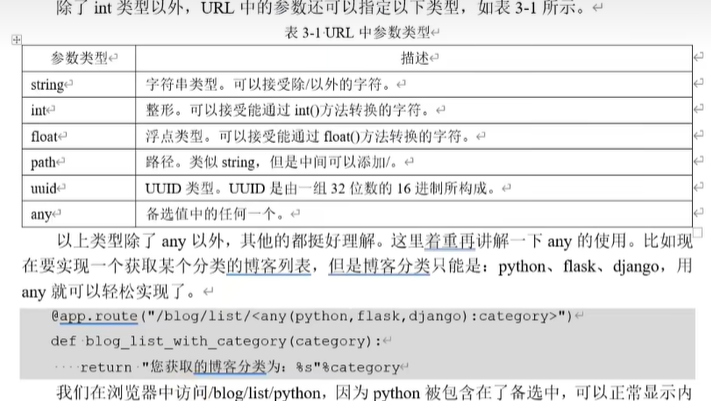 除了 int 类型以外，URL 中的参数还可以指定以下类型，如表 3-1 所示。
表 3-1 URL 中参数类型
参数类型 描述
string 字符串类型。可以接受除/以外的字符。
int 整形。可以接受能通过 int()方法转换的字符。
float 浮点类型。可以接受能通过 float()方法转换的字符。
path 路径。类似 string，但是中间可以添加/。
uuid UUID 类型。UUID 是由一组 32 位数的 16 进制所构成。
any 备选值中的任何一个。
以上类型除了 any 以外，其他的都挺好理解。这里着重再讲解一下 any 的使用。比如现
在要实现一个获取某个分类的博客列表，但是博客分类只能是：python、flask、django，用
any 就可以轻松实现了。
@app.route("/blog/list/<any(python,flask,django):category>")
def blog_list_with_category(category):
    return "您获取的博客分类为：%s"%category
我们在浏览器中访问/blog/list/python，因为 python 被包含在了备选中，可以正常显示内